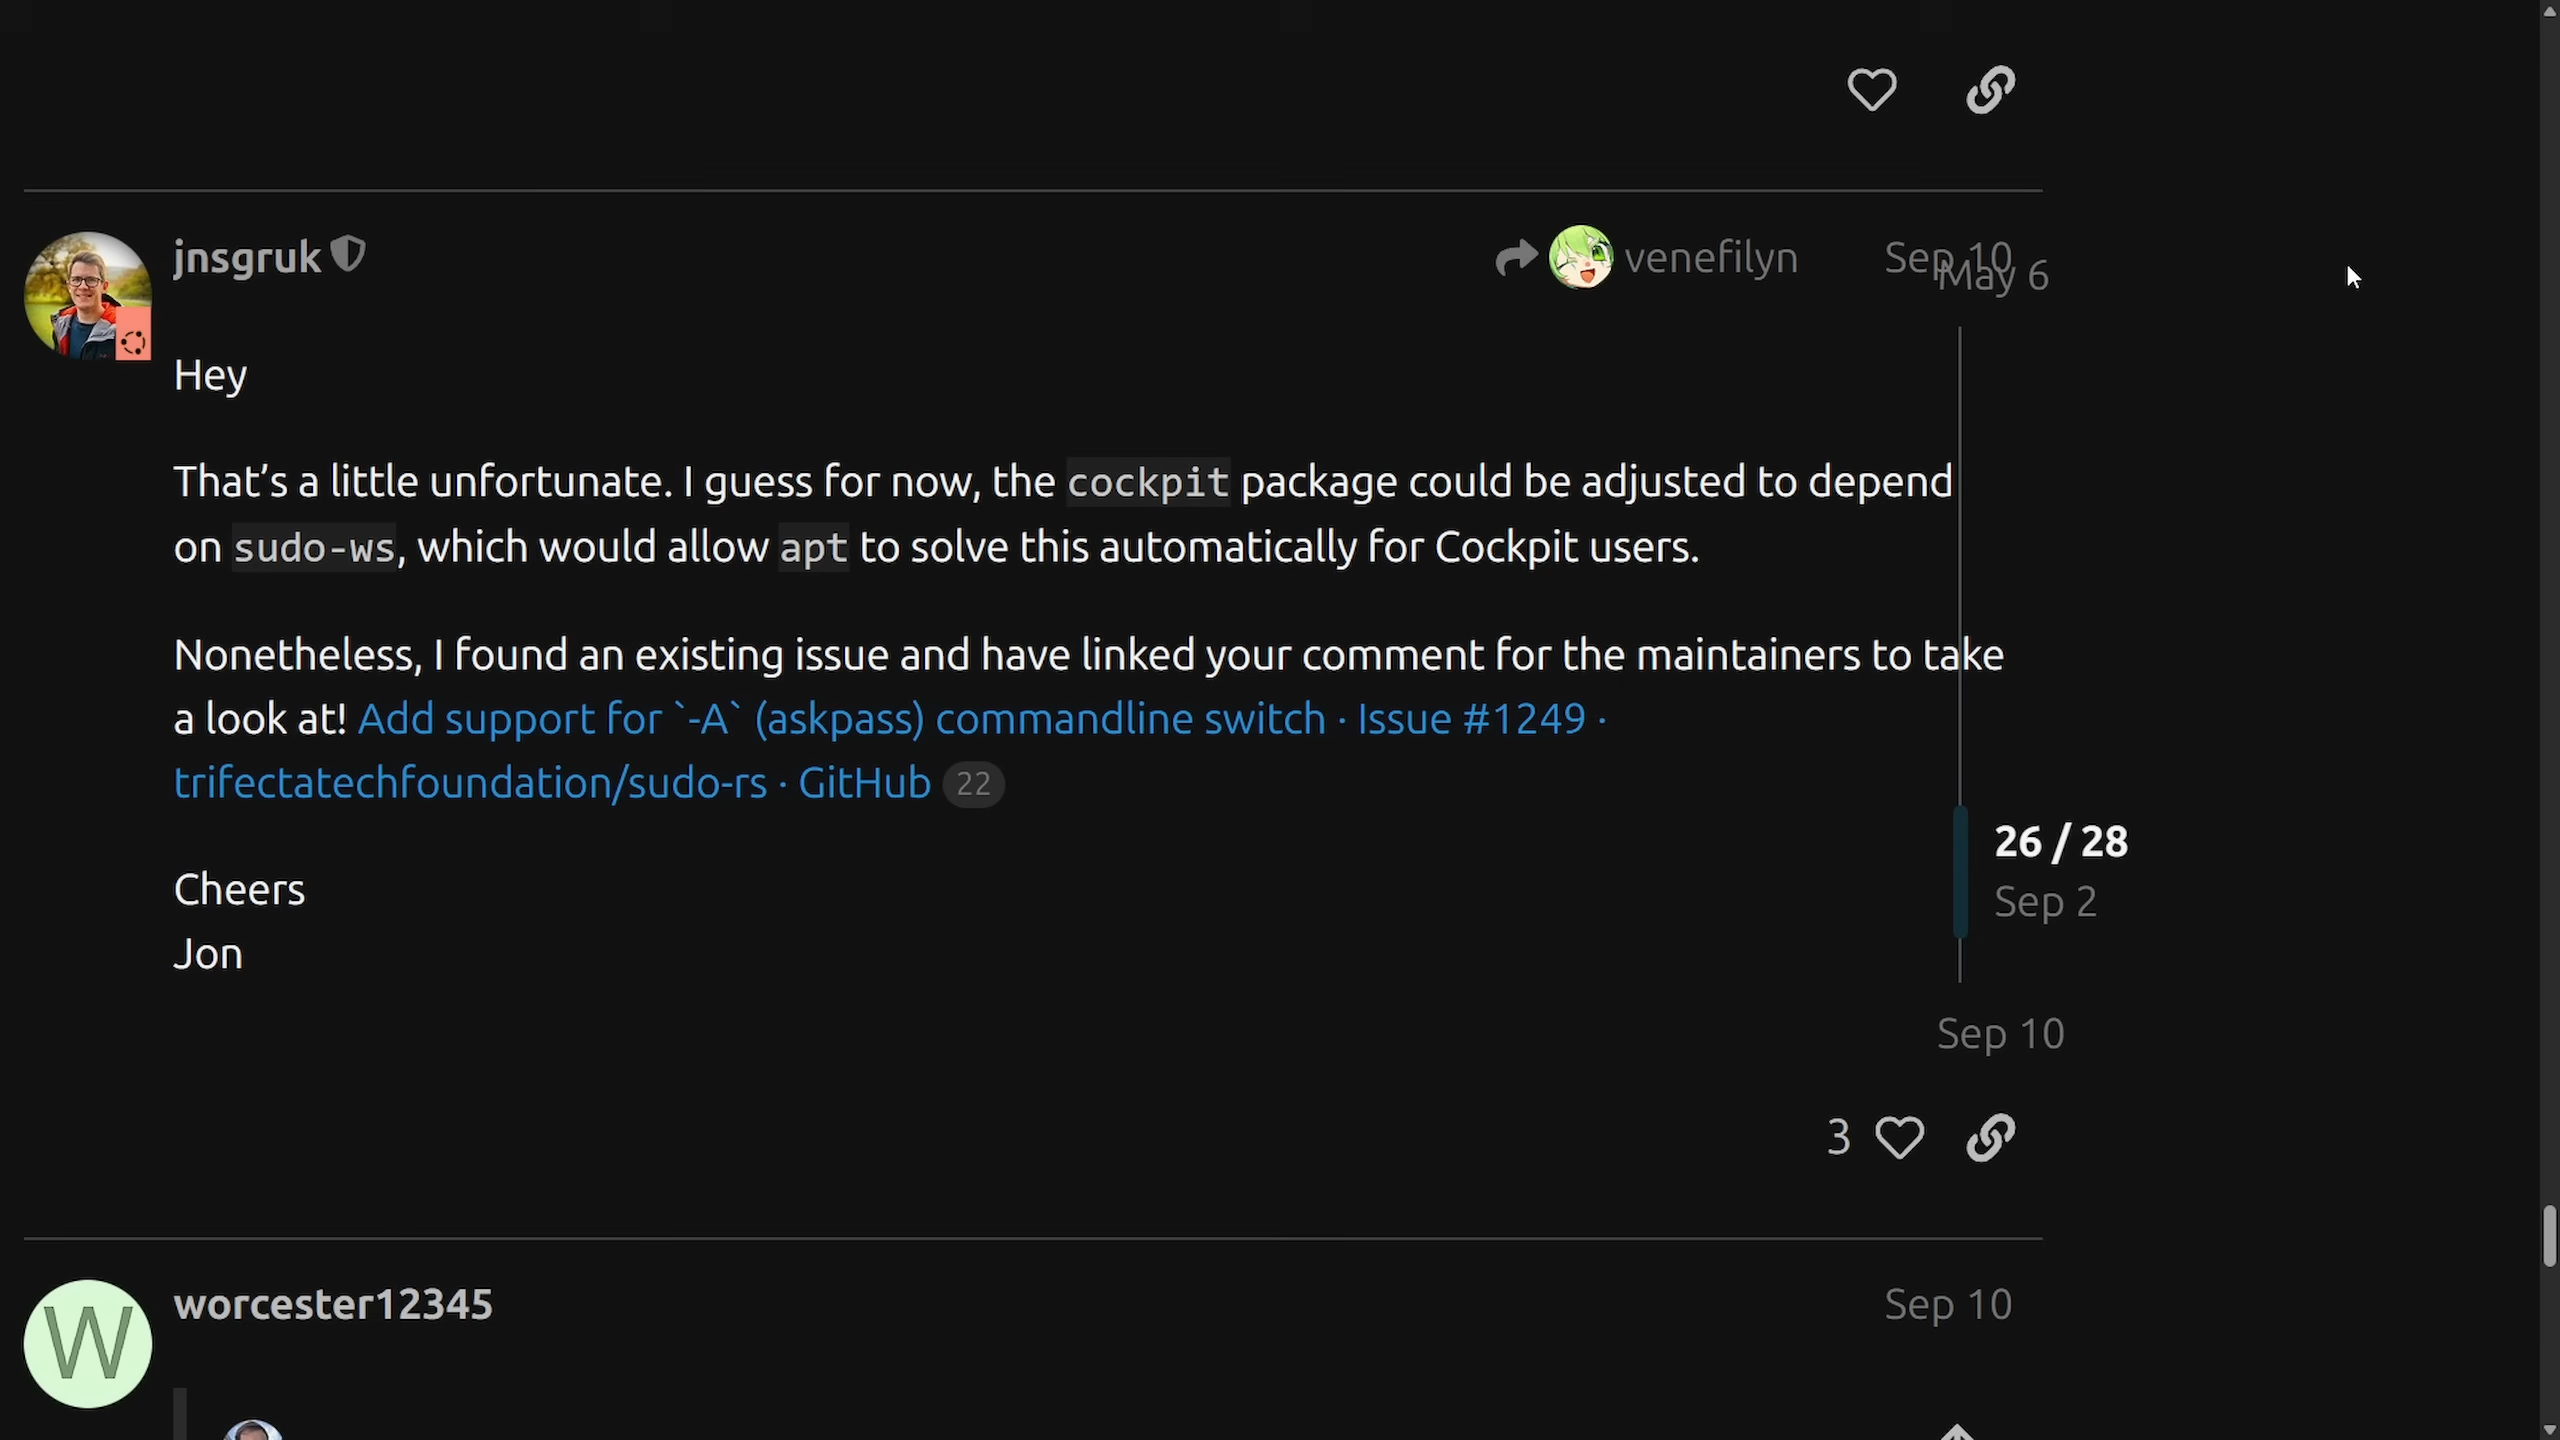 jnsgruk
venefilyn
Sep 10
May 6
Hey
That’s a little unfortunate. I guess for now, the cockpit package could be adjusted to depend
on sudo-ws, which would allow apt to solve this automatically for Cockpit users.
Nonetheless, I found an existing issue and have linked your comment for the maintainers to take
a look at! Add support for `-A` (askpass) commandline switch · Issue #1249 ·
trifectatechfoundation/sudo-rs · GitHub 22
26 / 28
Sep 2
Cheers
Jon
Sep 10
3
W
worcester12345
Sep 10